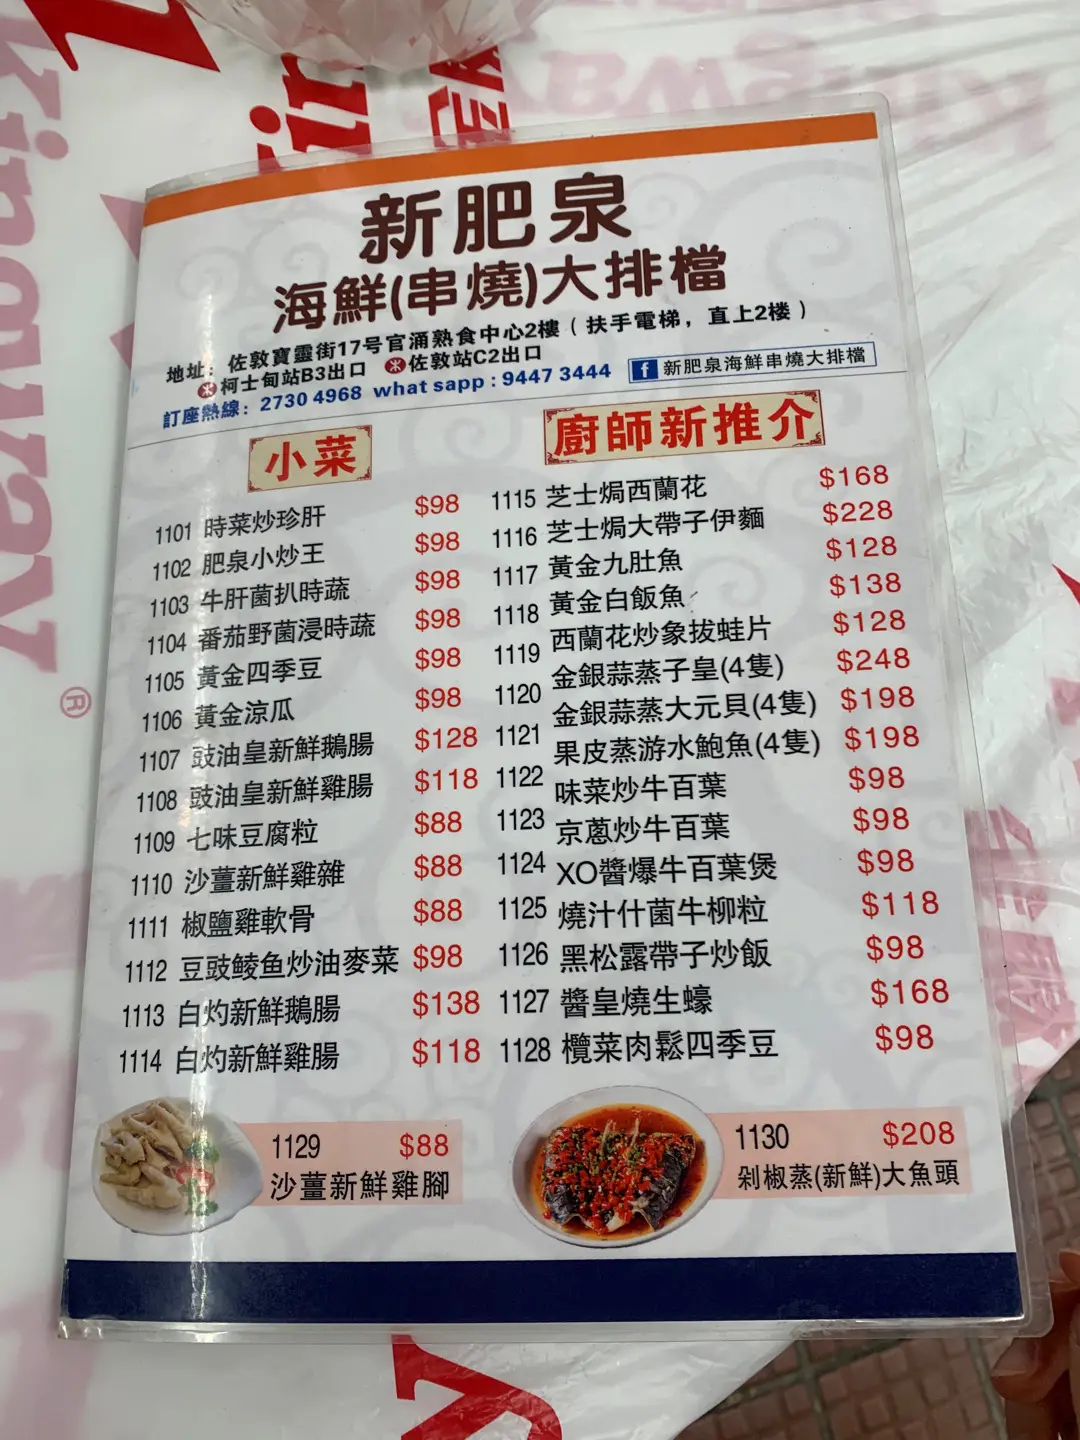 新肥泉
海鮮(串燒)大排檔
地址：佐敦寶靈街17号官涌熟食中心2樓（扶手電梯，直上2楼）
柯士甸站B3出口 佐敦站C2出口
訂座熱線：2730 4968 what sapp : 9447 3444 f 新肥泉海鮮串燒大排檔
小菜
1101 時菜炒珍肝 $98
1102 肥泉小炒王 $98
1103 牛肝菌扒時蔬 $98
1104 番茄野菌浸時蔬 $98
1105 黃金四季豆 $98
1106 黃金涼瓜 $98
1107 豉油皇新鮮鵝腸 $128
1108 豉油皇新鮮雞腸 $118
1109 七味豆腐粒 $88
1110 沙薑新鮮雞雜 $88
1111 椒鹽雞軟骨 $88
1112 豆豉鲮鱼炒油麥菜 $98
1113 白灼新鮮鵝腸 $138
1114 白灼新鮮雞腸 $118
廚師新推介
1115 芝士焗西蘭花 $168
1116 芝士焗大帶子伊麵 $228
1117 黃金九肚魚 $128
1118 黃金白飯魚 $138
1119 西蘭花炒象拔蛙片 $128
1120 金銀蒜蒸子皇(4隻) $248
1121 金銀蒜蒸大元貝(4隻) $198
1122 果皮蒸游水鮑魚(4隻) $198
1123 味菜炒牛百葉 $98
1124 京蔥炒牛百葉 $98
1125 XO醬爆牛百葉煲 $98
1126 燒汁什菌牛柳粒 $118
1127 黑松露帶子炒飯 $98
1128 醬皇燒生蠔 $168
欖菜肉鬆四季豆 $98
1129 $88
沙薑新鮮雞腳
1130 $208
剁椒蒸(新鮮)大魚頭